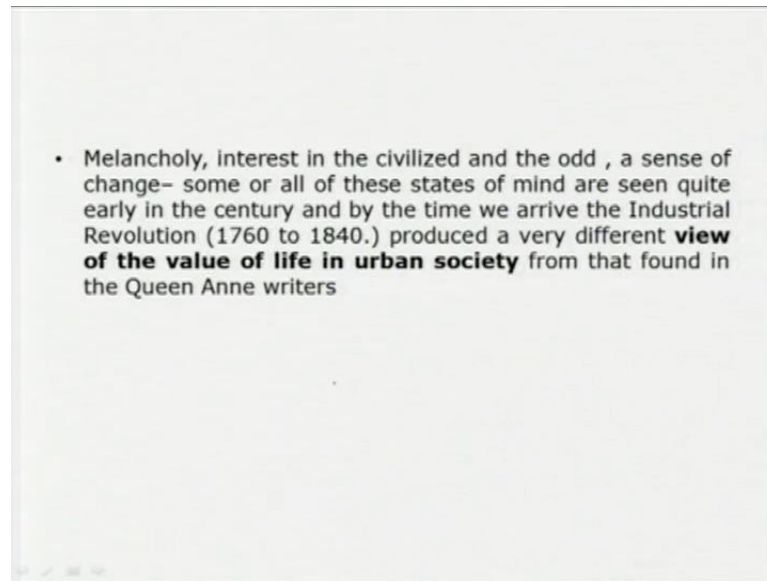 • Melancholy, interest in the civilized and the odd , a sense of
change– some or all of these states of mind are seen quite
early in the century and by the time we arrive the Industrial
Revolution (1760 to 1840.) produced a very different view
of the value of life in urban society from that found in
the Queen Anne writers